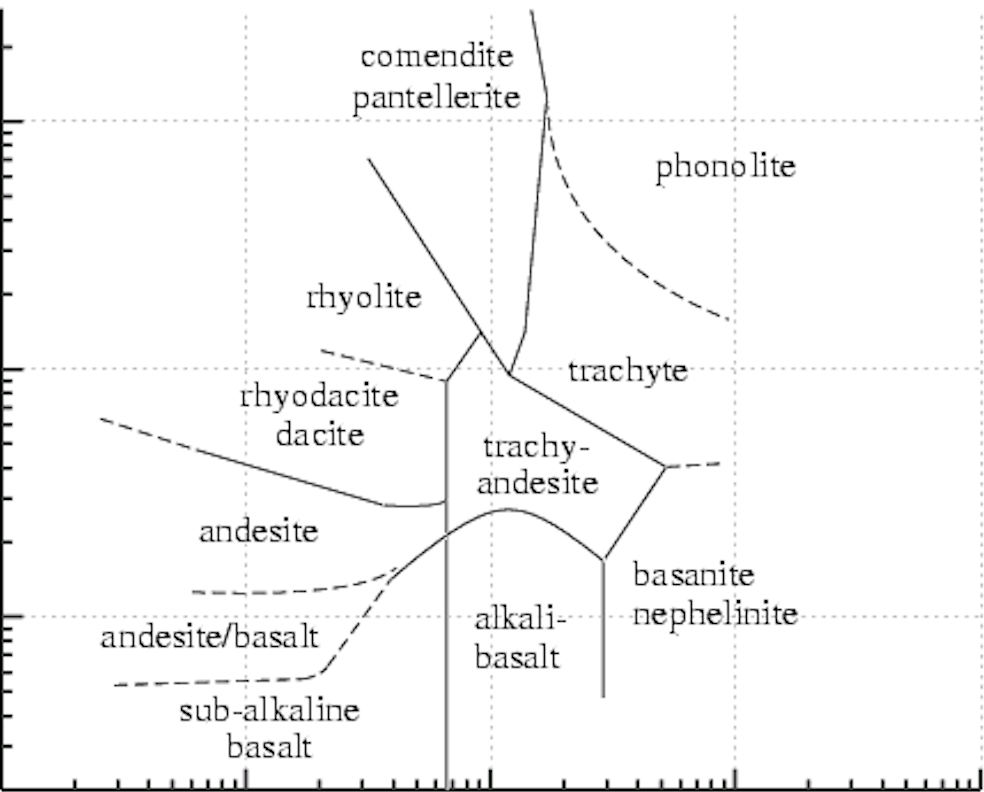 comendite
pantellerite
phonolite
rhyolite
trachyte
rhyodacite
dacite
trachy-
andesite
andesite
basanite
nephelinite
alkali-
basalt
andesite/basalt
sub-alkaline
basalt